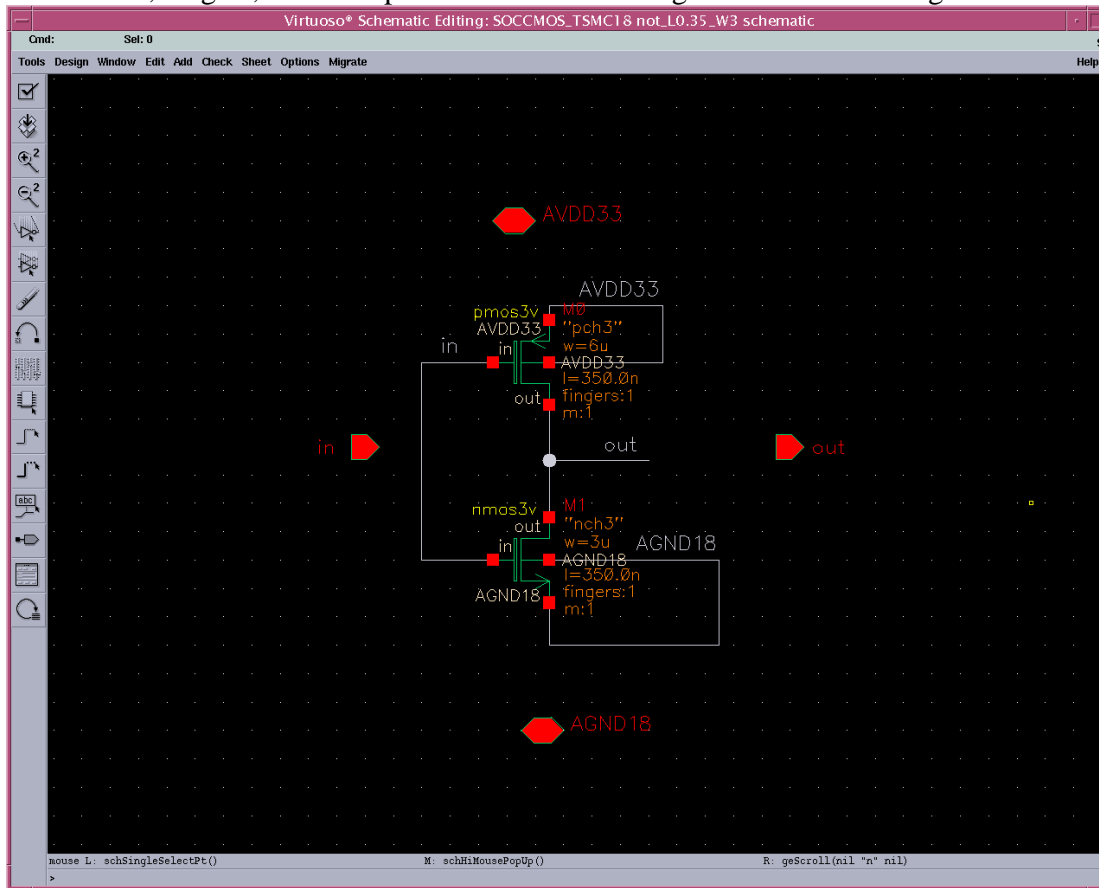 Virtuoso® Schematic Editing: SOCCMOS_TSMC18 not_L0.35_W3 schematic
Cmd: Sel: 0
Tools Design Window Edit Add Check Sheet Options Migrate Help
AVDD33
AVDD33
pmos3v M0
AVDD33 "pch3"
in in w=6u
AVDD33
l=350.0n
out fingers:1
m:1
in out out
nmos3v M1
out "nch3"
in w=3u AGND18
AGND18
l=350.0n
AGND18 fingers:1
m:1
AGND18
mouse L: schSingleSelectPt() M: schHiMousePopUp() R: geScroll(nil "n" nil)
>